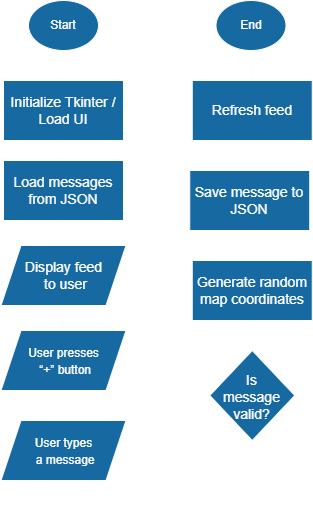 Start
Initialize Tkinter /
Load UI
Load messages
from JSON
Display feed
to user
User presses
“+” button
User types
a message
End
Refresh feed
Save message to
JSON
Generate random
map coordinates
Is
message
valid?